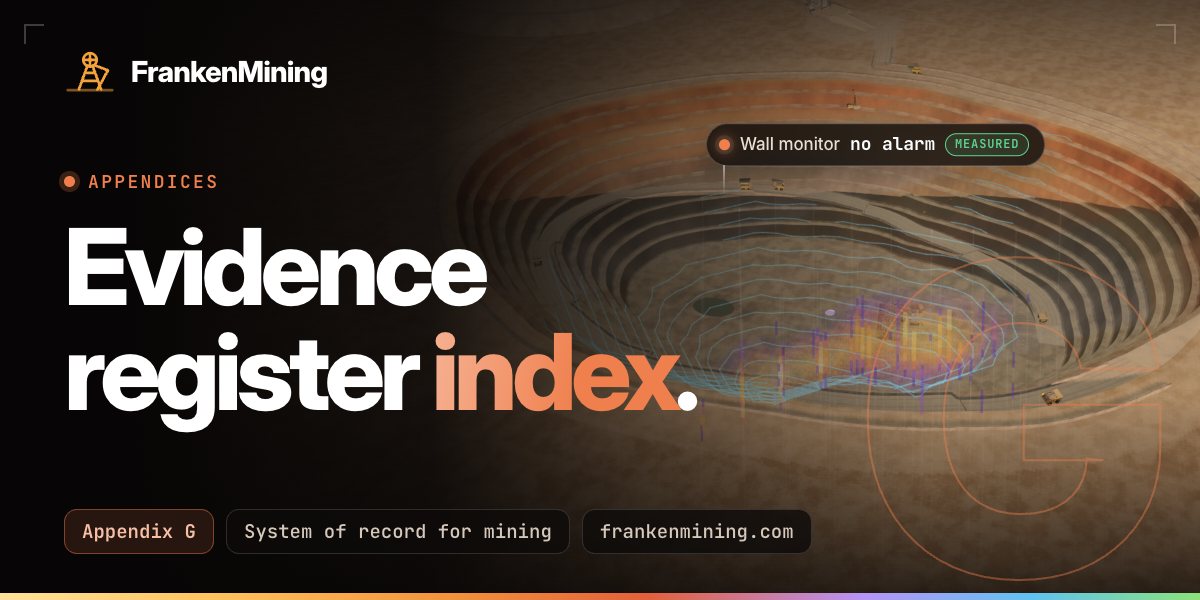 FrankenMining
Wall monitor no alarm MEASURED
APPENDICES
Evidence
register index.
Appendix G
System of record for mining
frankenmining.com
G